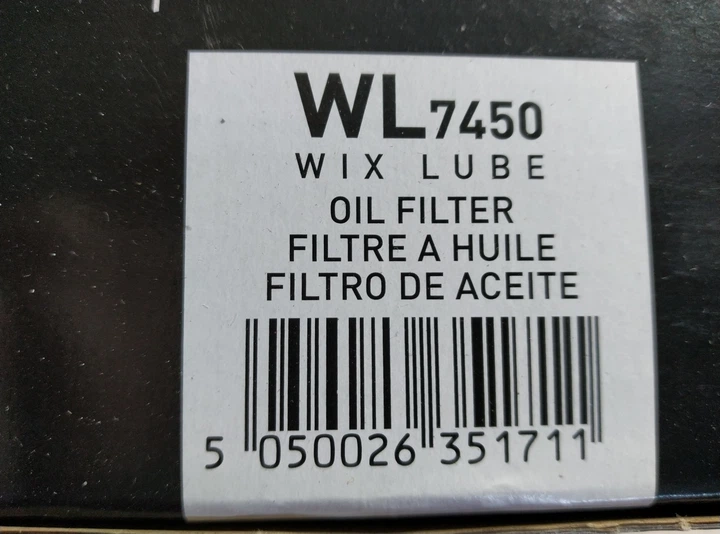 WL7450
WIX LUBE
OIL FILTER
FILTRE A HUILE
FILTRO DE ACEITE
5 050026 351711